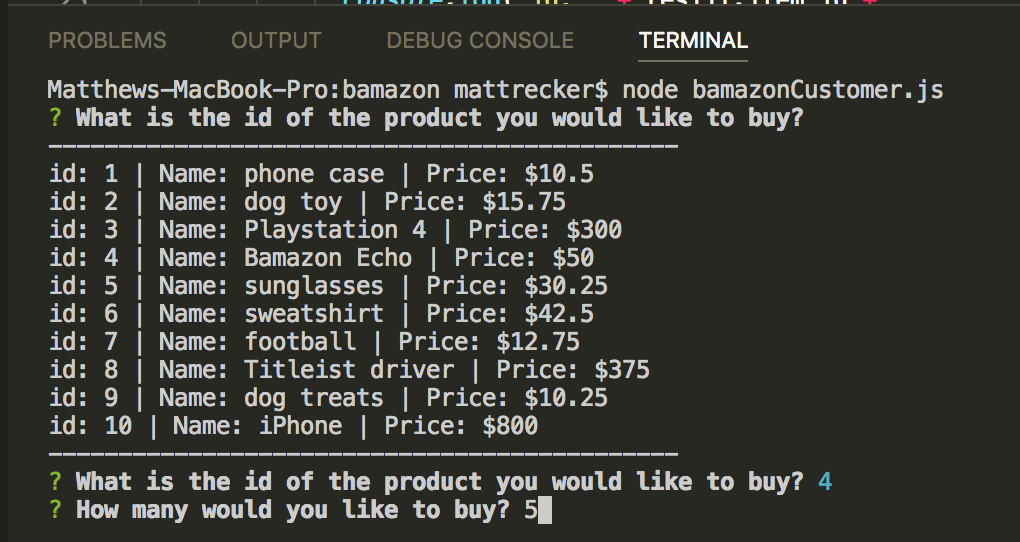 PROBLEMS OUTPUT DEBUG CONSOLE TERMINAL
Matthews-MacBook-Pro:bamazon mattrecker$ node bamazonCustomer.js
? What is the id of the product you would like to buy?
---------------------------------------------
id: 1 | Name: phone case | Price: $10.5
id: 2 | Name: dog toy | Price: $15.75
id: 3 | Name: Playstation 4 | Price: $300
id: 4 | Name: Bamazon Echo | Price: $50
id: 5 | Name: sunglasses | Price: $30.25
id: 6 | Name: sweatshirt | Price: $42.5
id: 7 | Name: football | Price: $12.75
id: 8 | Name: Titleist driver | Price: $375
id: 9 | Name: dog treats | Price: $10.25
id: 10 | Name: iPhone | Price: $800
---------------------------------------------
? What is the id of the product you would like to buy? 4
? How many would you like to buy? 5